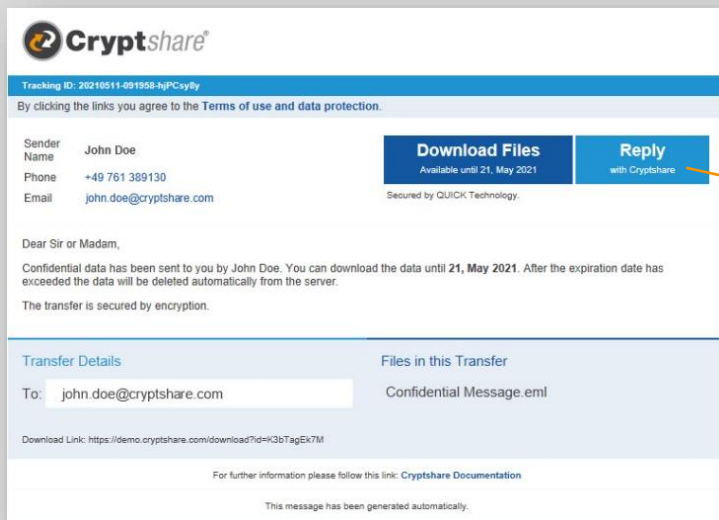 Cryptshare®
Tracking ID: 20210511-091958-hjPCsy8y
By clicking the links you agree to the Terms of use and data protection.
Sender Name John Doe
Phone +49 761 389130
Email john.doe@cryptshare.com
Download Files
Available until 21, May 2021
Reply
with Cryptshare
Secured by QUICK Technology.
Dear Sir or Madam,
Confidential data has been sent to you by John Doe. You can download the data until 21, May 2021. After the expiration date has
exceeded the data will be deleted automatically from the server.
The transfer is secured by encryption.
Transfer Details
To: john.doe@cryptshare.com
Files in this Transfer
Confidential Message.eml
Download Link: https://demo.cryptshare.com/download?id=K3bTagEk7M
For further information please follow this link: Cryptshare Documentation
This message has been generated automatically.